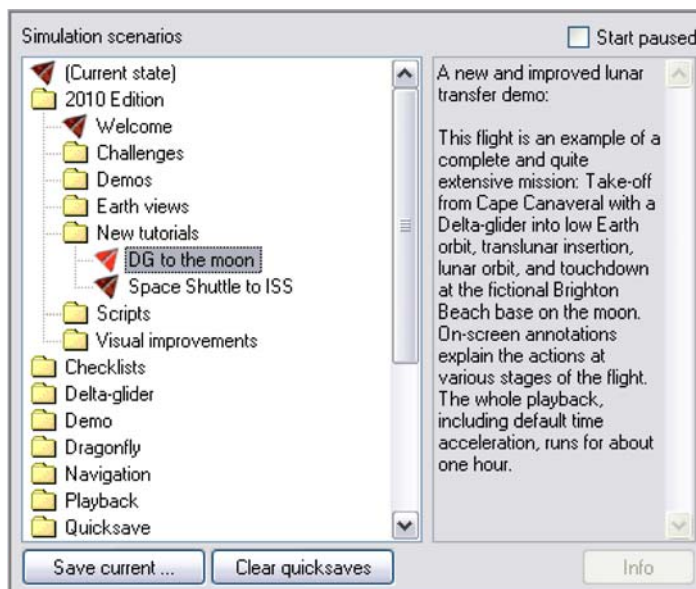 Simulation scenarios
Start paused
(Current state)
2010 Edition
Welcome
Challenges
Demos
Earth views
New tutorials
DG to the moon
Space Shuttle to ISS
Scripts
Visual improvements
Checklists
Delta-glider
Demo
Dragonfly
Navigation
Playback
Quicksave
A new and improved lunar
transfer demo:
This flight is an example of a
complete and quite
extensive mission: Take-off
from Cape Canaveral with a
Delta-glider into low Earth
orbit, translunar insertion,
lunar orbit, and touchdown
at the fictional Brighton
Beach base on the moon.
On-screen annotations
explain the actions at
various stages of the flight.
The whole playback,
including default time
acceleration, runs for about
one hour.
Save current ...
Clear quicksaves
Info